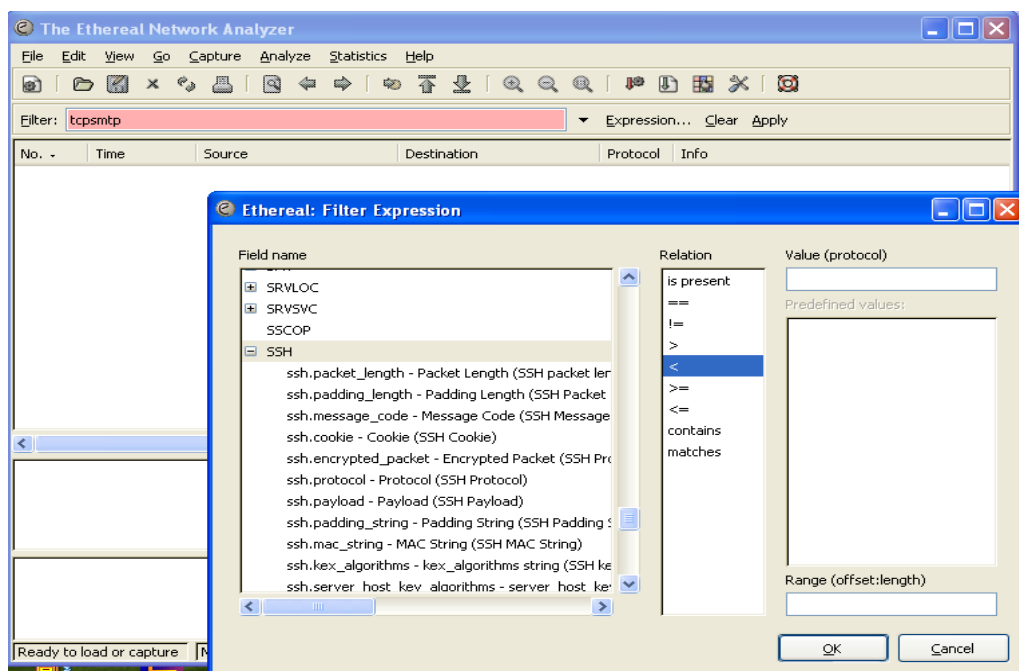 The Ethereal Network Analyzer
File Edit View Go Capture Analyze Statistics Help
Filter: tcpsmtp Expression... Clear Apply
No. Time Source Destination Protocol Info
Ethereal: Filter Expression
Field name
SRVLOC
SRVSVC
SSCOP
SSH
ssh.packet_length - Packet Length (SSH packet len
ssh.padding_length - Padding Length (SSH Packet
ssh.message_code - Message Code (SSH Message
ssh.cookie - Cookie (SSH Cookie)
ssh.encrypted_packet - Encrypted Packet (SSH Pro
ssh.protocol - Protocol (SSH Protocol)
ssh.payload - Payload (SSH Payload)
ssh.padding_string - Padding String (SSH Padding S
ssh.mac_string - MAC String (SSH MAC String)
ssh.kex_algorithms - kex_algorithms string (SSH ke
ssh.server_host_key_algorithms - server_host_key
Relation
is present
==
!=
>
<
>=
<=
contains
matches
Value (protocol)
Predefined values:
Range (offset:length)
OK Cancel
Ready to load or capture